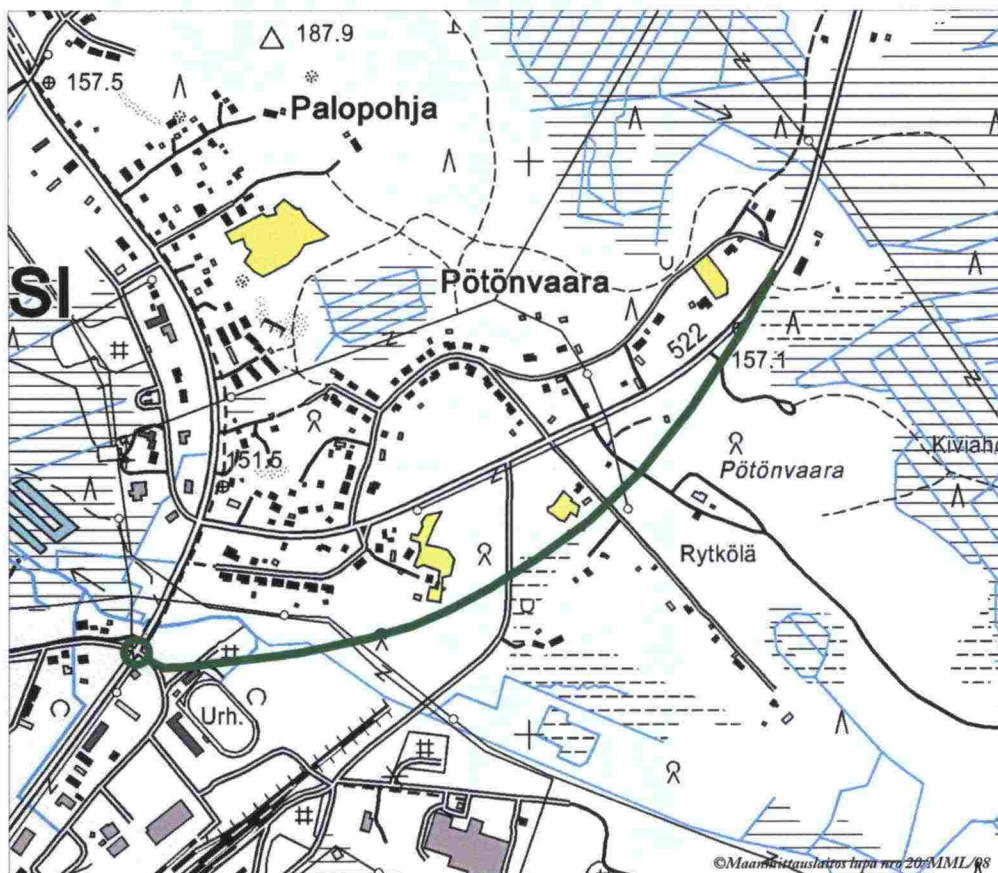 187.9
157.5
Palopohja
Pötönvaara
SI
522
157.1
Kiviaho
Pötönvaara
151.5
Rytkölä
Urh.
©Maanmittauslaitos lupa nro 20/MML/98